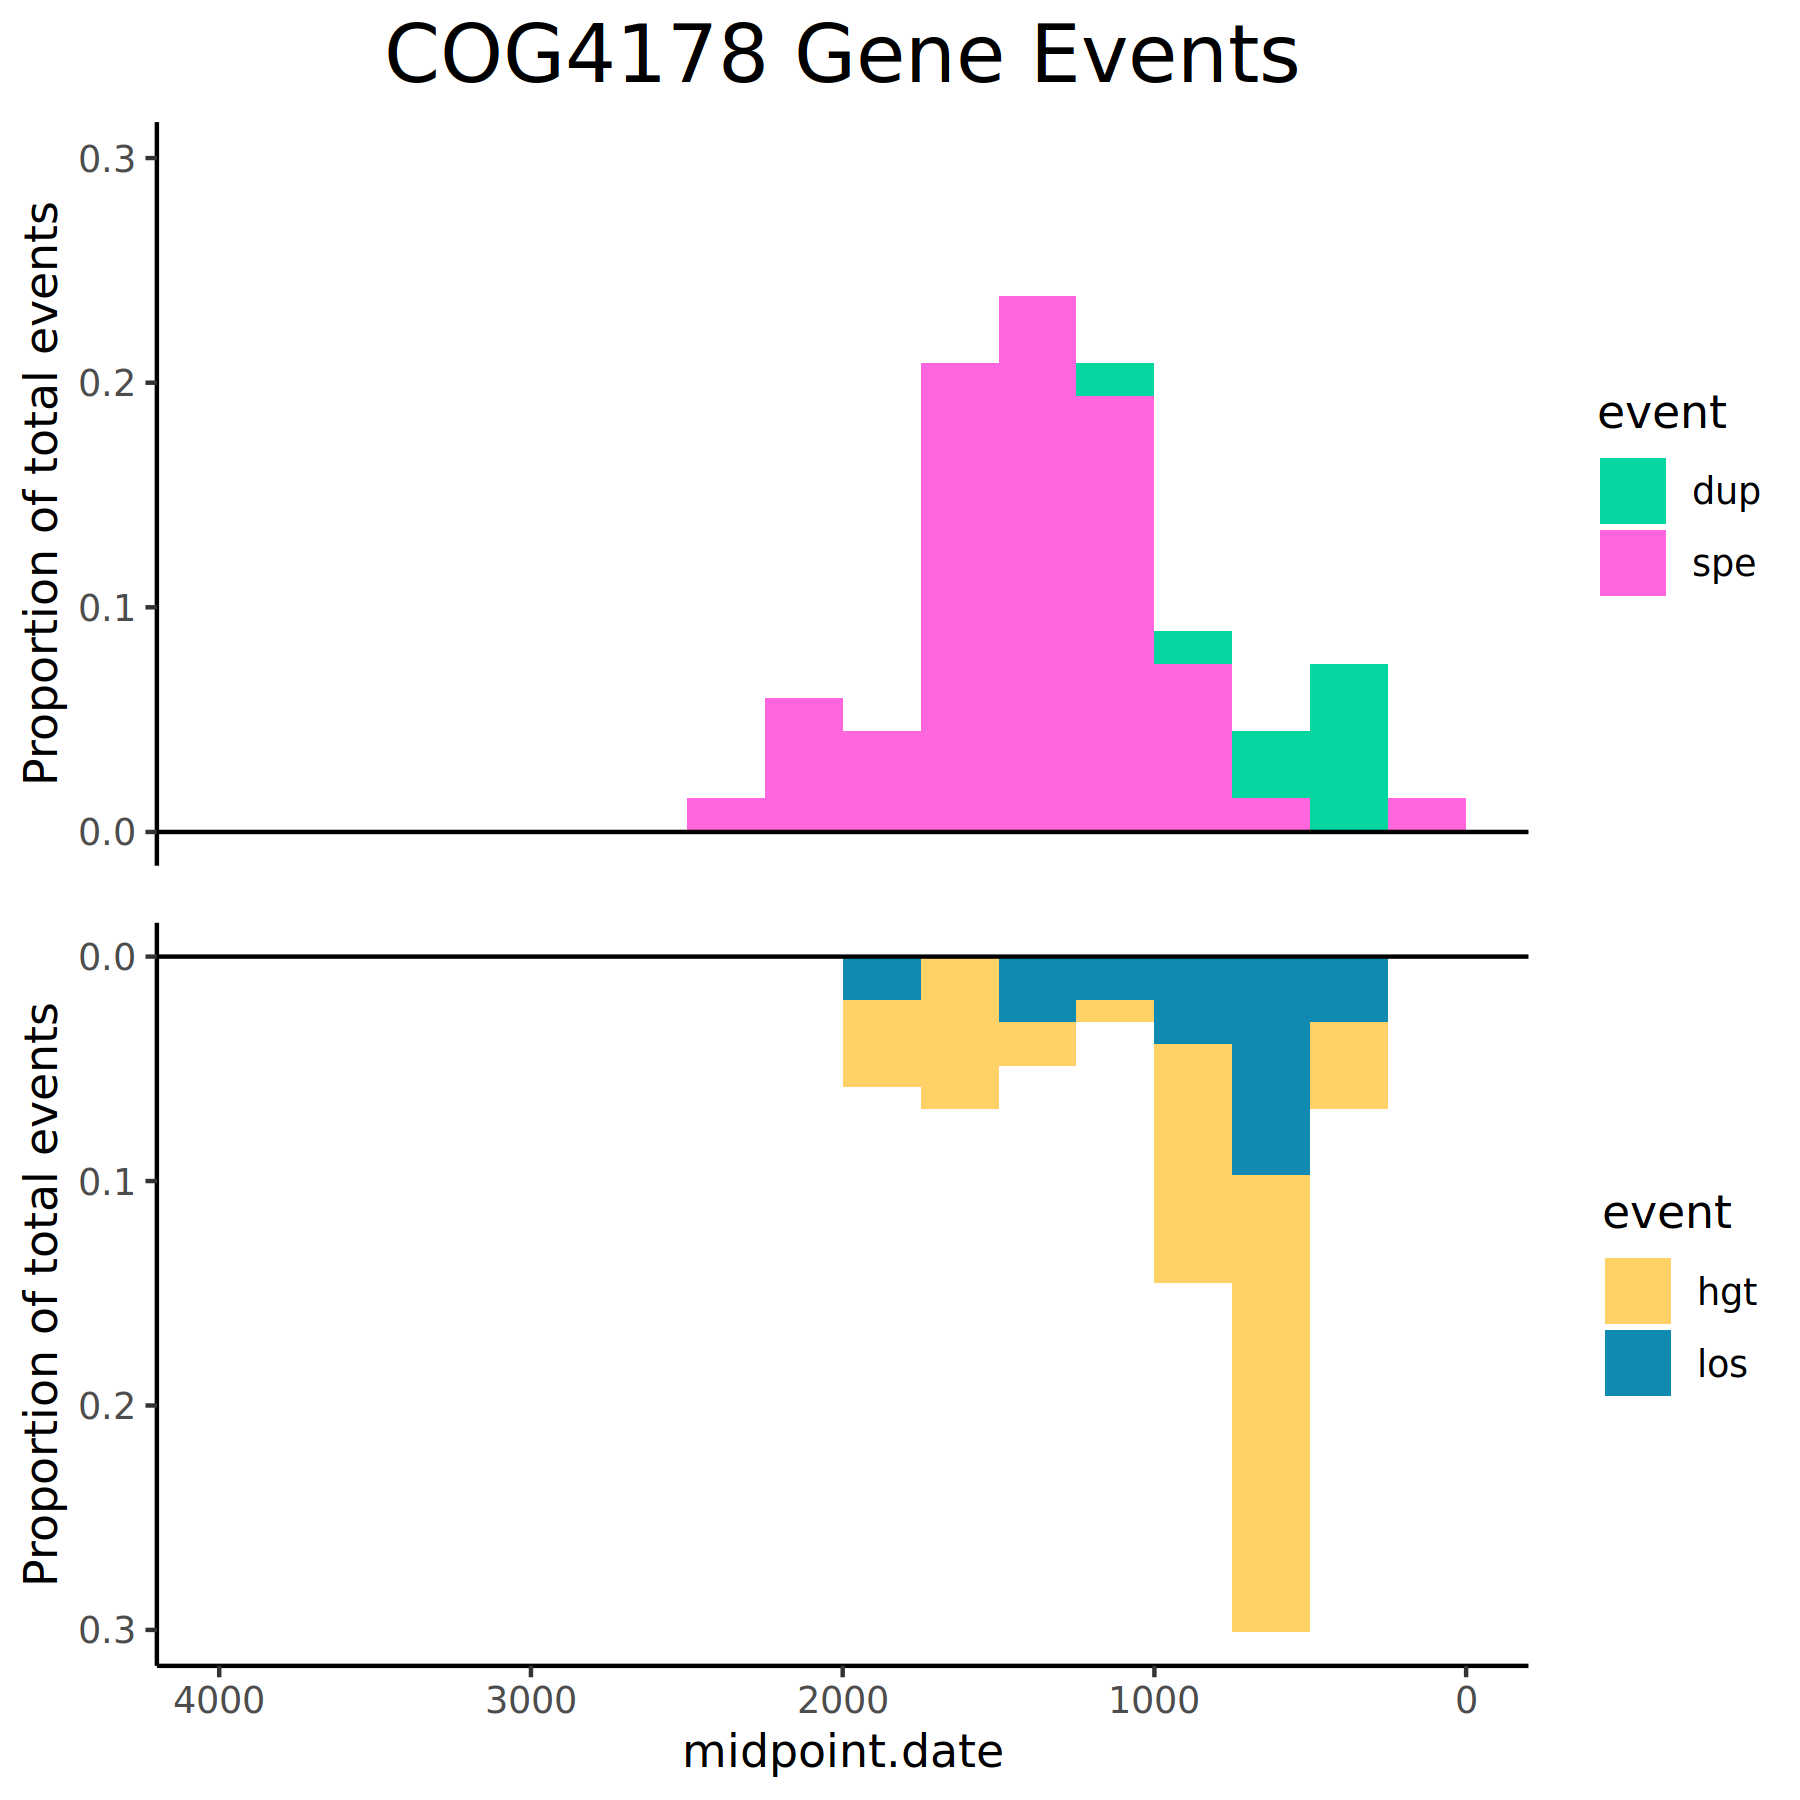 COG4178 Gene Events
Proportion of total events
0.3
0.2
0.1
0.0
event
dup
spe
Proportion of total events
0.0
0.1
0.2
0.3
event
hgt
los
4000 3000 2000 1000 0
midpoint.date